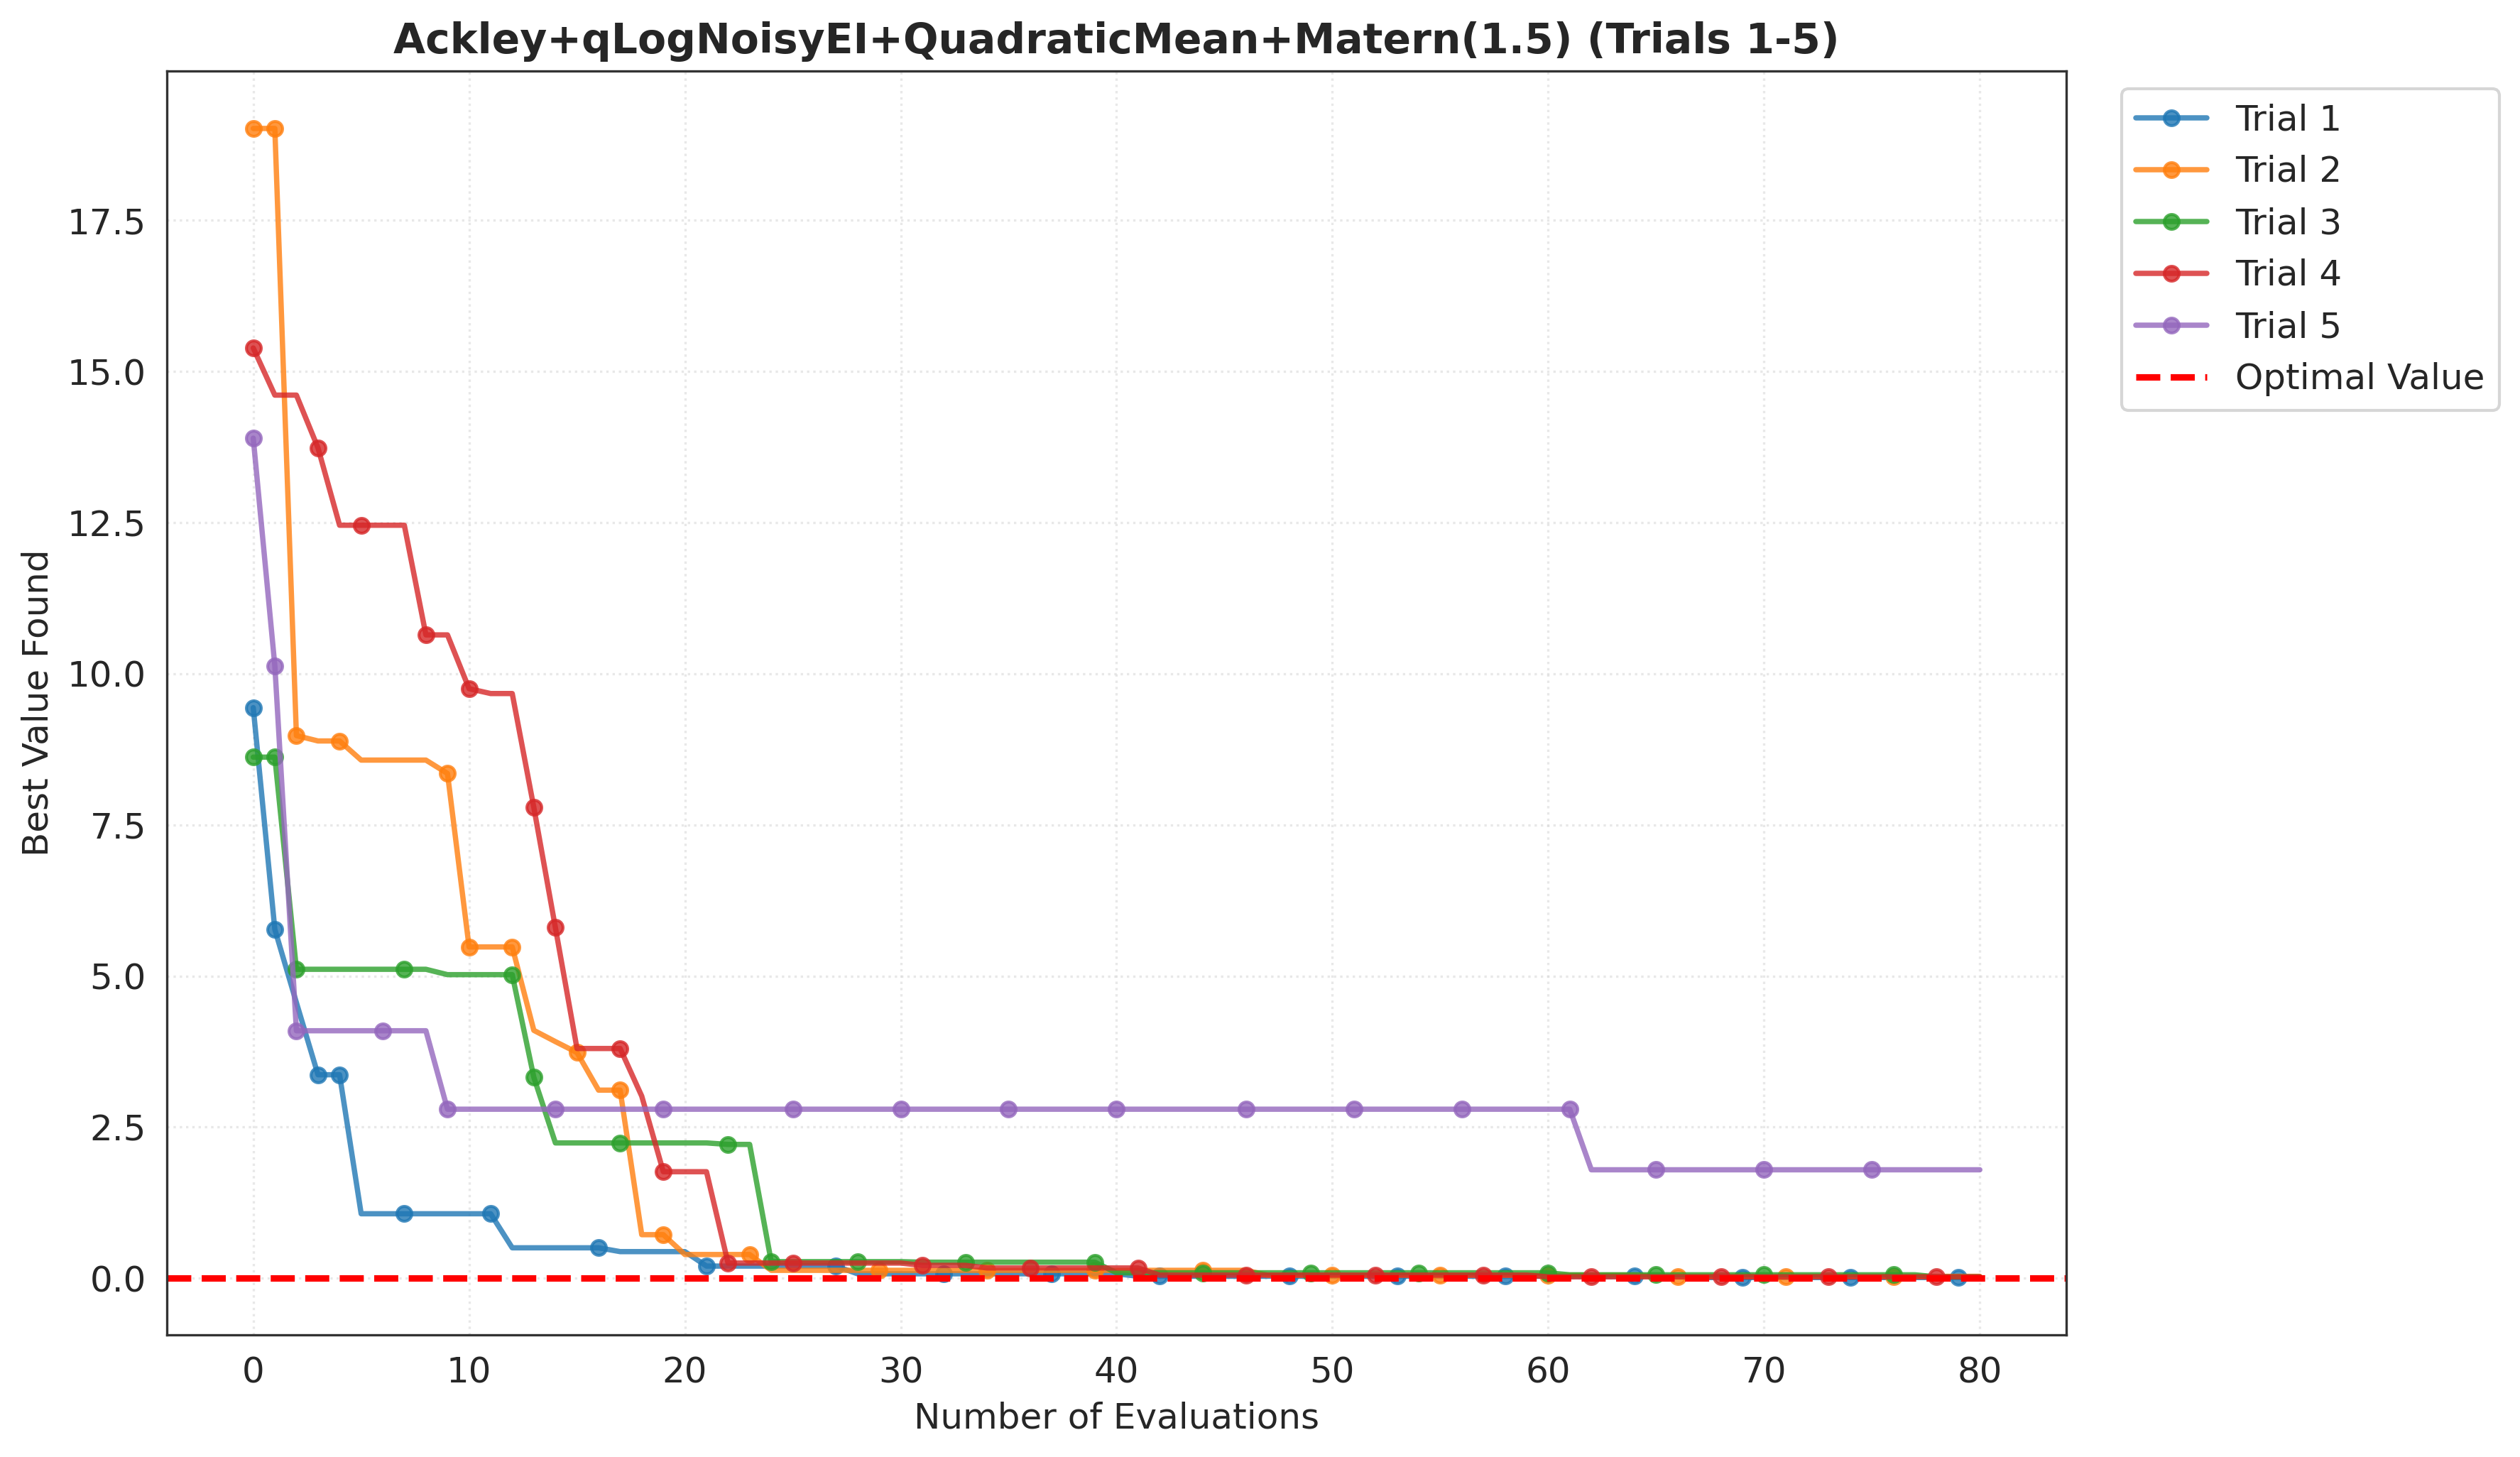 Ackley+qLogNoisyEI+QuadraticMean+Matern(1.5) (Trials 1-5)
Trial 1
Trial 2
Trial 3
Trial 4
Trial 5
Optimal Value
Best Value Found
17.5
15.0
12.5
10.0
7.5
5.0
2.5
0.0
0 10 20 30 40 50 60 70 80
Number of Evaluations